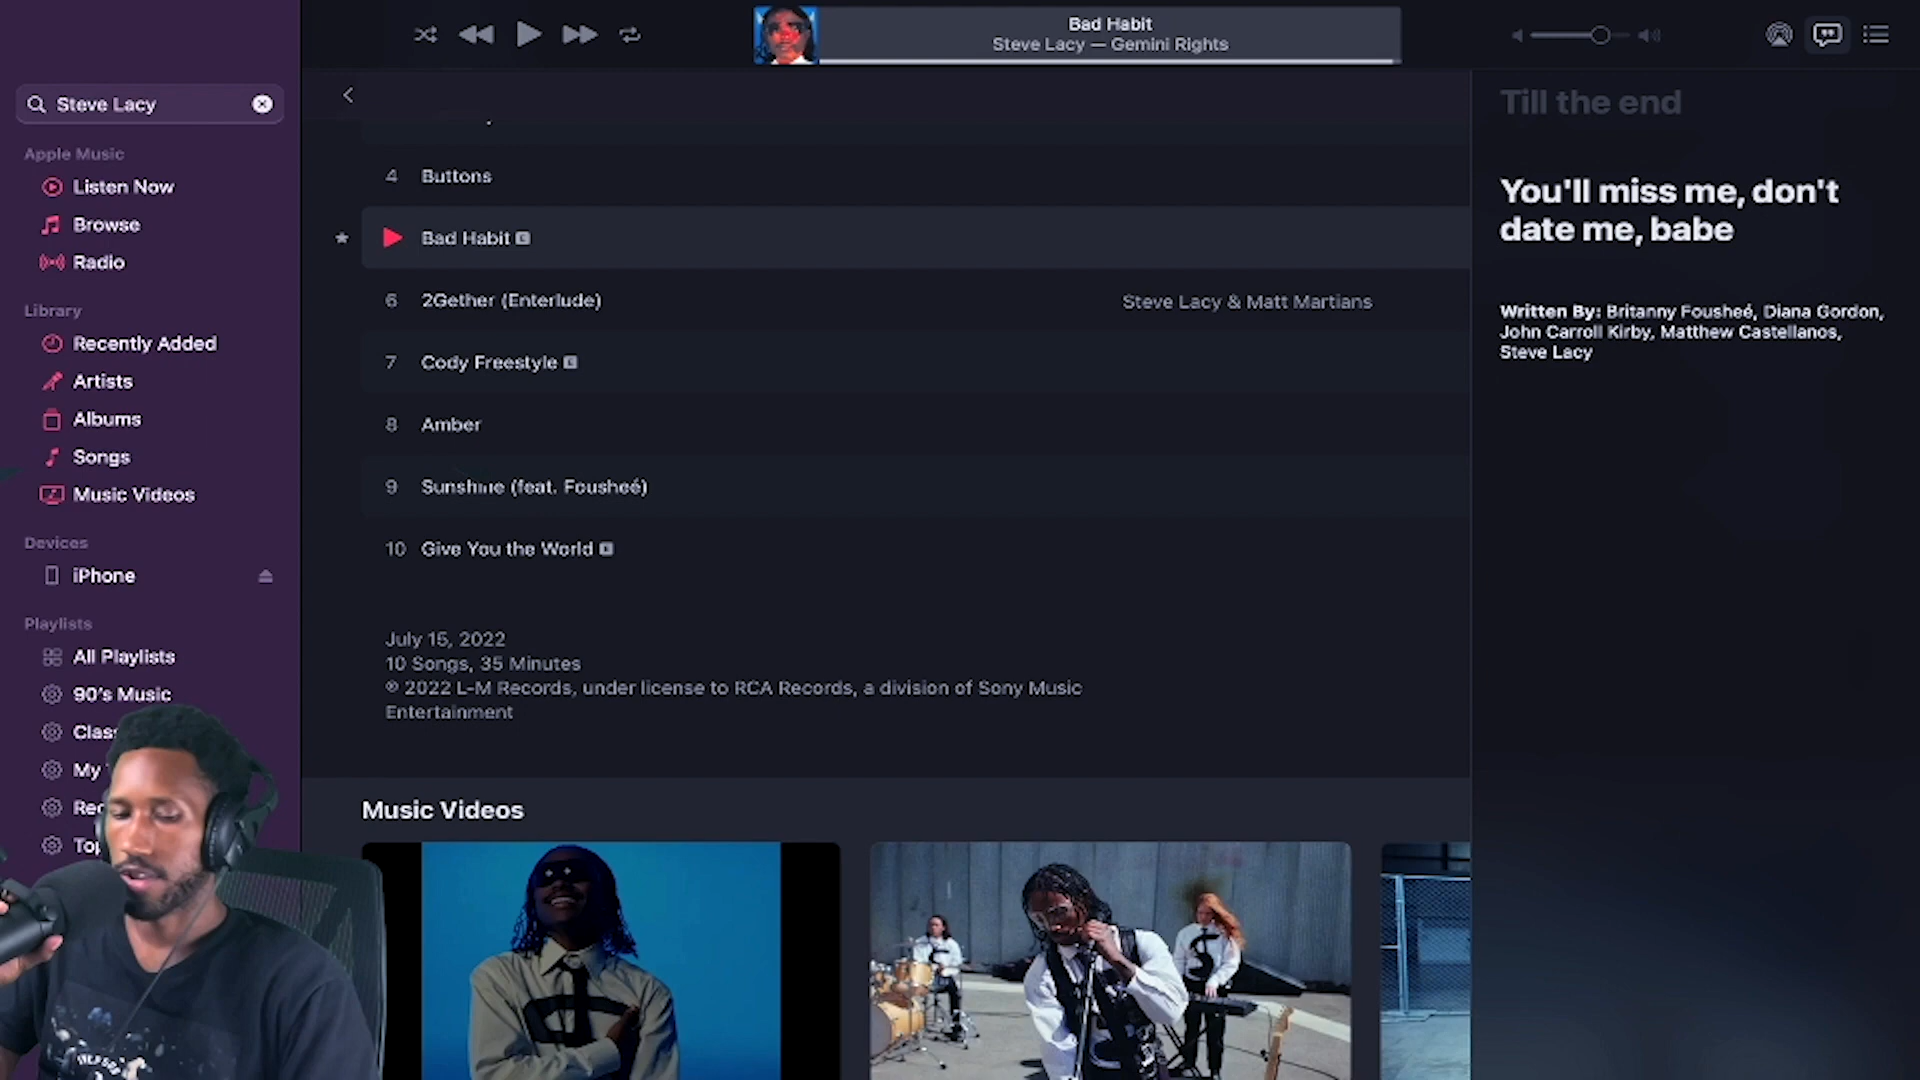 Bad Habit
Steve Lacy — Gemini Rights
Steve Lacy
Apple Music
Listen Now
Browse
Radio
Library
Recently Added
Artists
Albums
Songs
Music Videos
Devices
iPhone
Playlists
All Playlists
90's Music
My
4 Buttons
Bad Habit E
6 2Gether (Enterlude) Steve Lacy & Matt Martians
7 Cody Freestyle E
8 Amber
9 Sunshine (feat. Fousheé)
10 Give You the World E
July 15, 2022
10 Songs, 35 Minutes
℗ 2022 L-M Records, under license to RCA Records, a division of Sony Music
Entertainment
Music Videos
Till the end
You'll miss me, don't
date me, babe
Written By: Britanny Fousheé, Diana Gordon,
John Carroll Kirby, Matthew Castellanos,
Steve Lacy